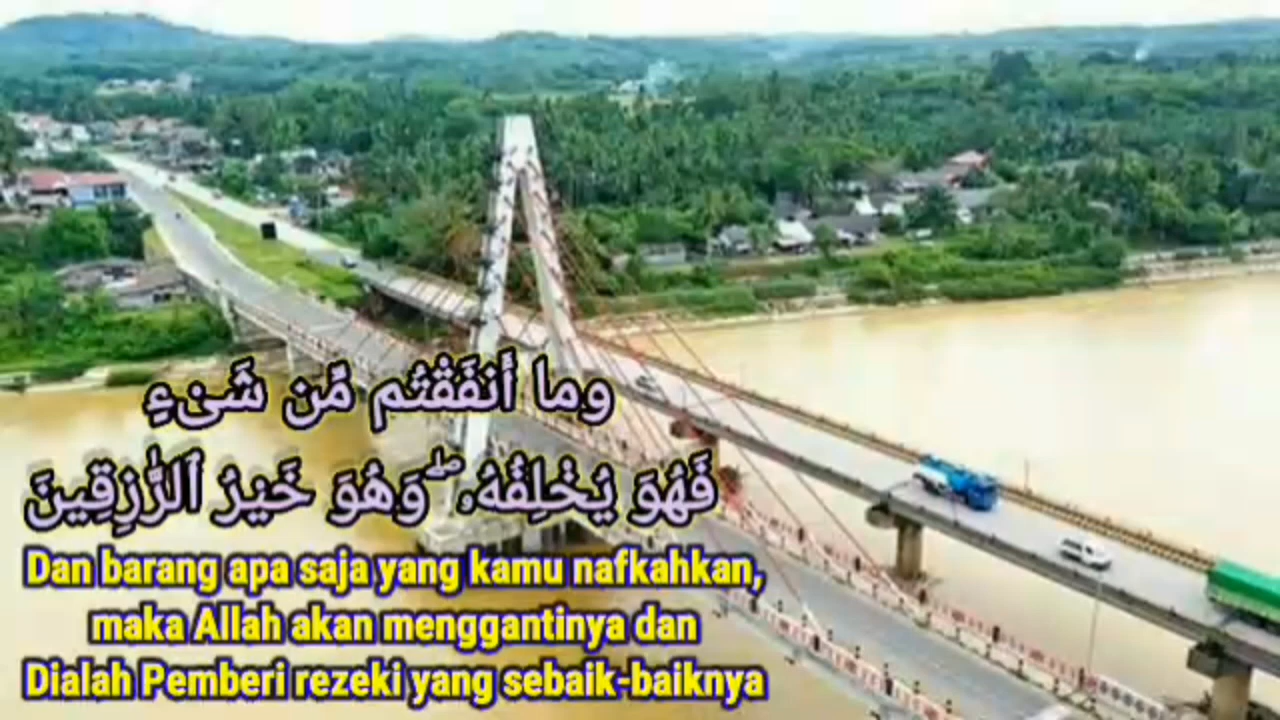 وما أَنفَقْتُم مِّن شَىْءٍ
فَهُوَ يُخْلِفُهُۥ ۖ وَهُوَ خَيْرُ ٱلرَّٰزِقِينَ
Dan barang apa saja yang kamu nafkahkan,
maka Allah akan menggantinya dan
Dialah Pemberi rezeki yang sebaik-baiknya